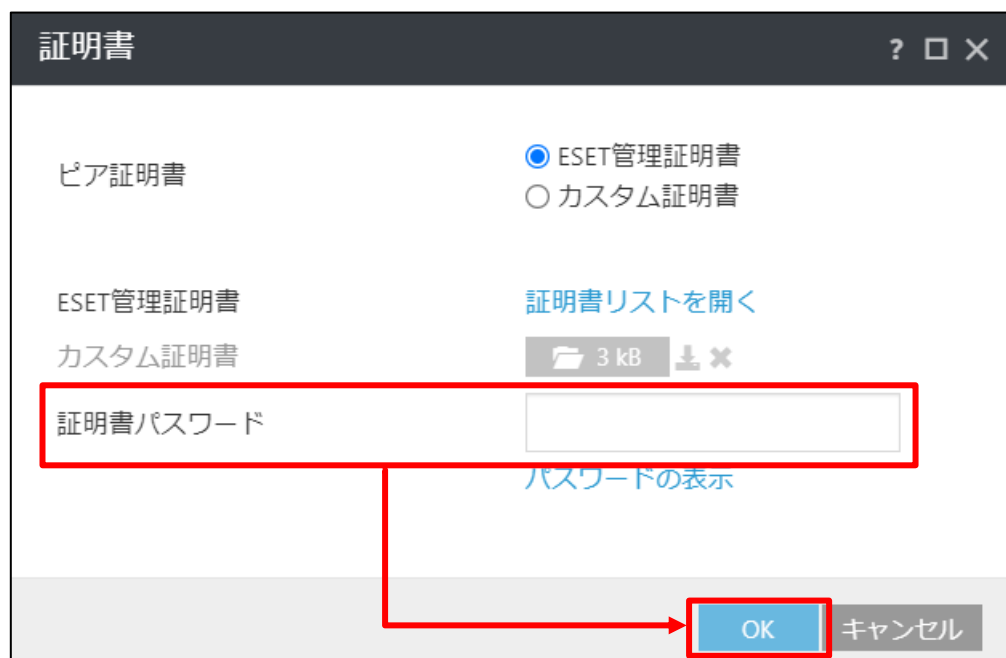 証明書
?
ピア証明書
ESET管理証明書
カスタム証明書
ESET管理証明書 証明書リストを開く
カスタム証明書 3 kB
証明書パスワード
パスワードの表示
OK キャンセル